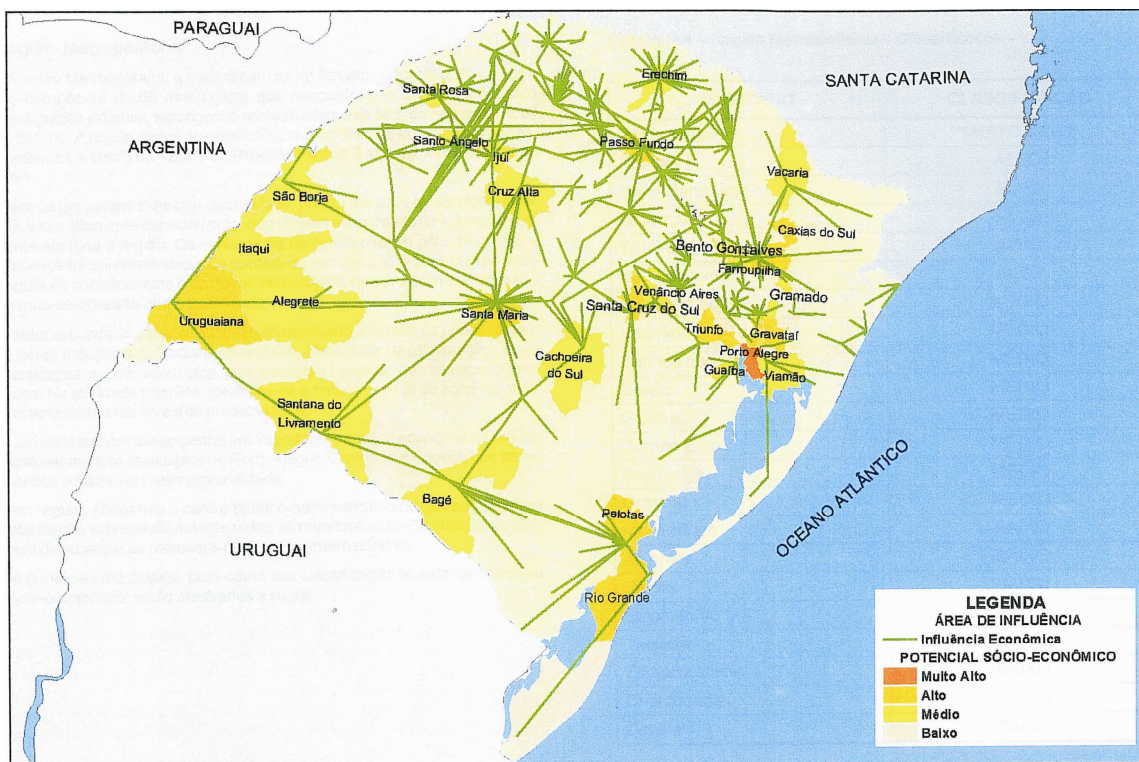 PARAGUAI
SANTA CATARINA
ARGENTINA
Erechim
Santa Rosa
Santo Ângelo
Ijuí
Passo Fundo
Vacaria
São Borja
Cruz Alta
Caxias do Sul
Itaqui
Bento Gonçalves
Farroupilha
Venâncio Aires
Gramado
Alegrete
Uruguaiana
Santa Maria
Santa Cruz do Sul
Triunfo
Gravataí
Porto Alegre
Guaíba
Viamão
Cachoeira
do Sul
Santana do
Livramento
Bagé
Pelotas
URUGUAI
OCEANO ATLÂNTICO
Rio Grande
LEGENDA
ÁREA DE INFLUÊNCIA
Influência Econômica
POTENCIAL SÓCIO-ECONÔMICO
Muito Alto
Alto
Médio
Baixo